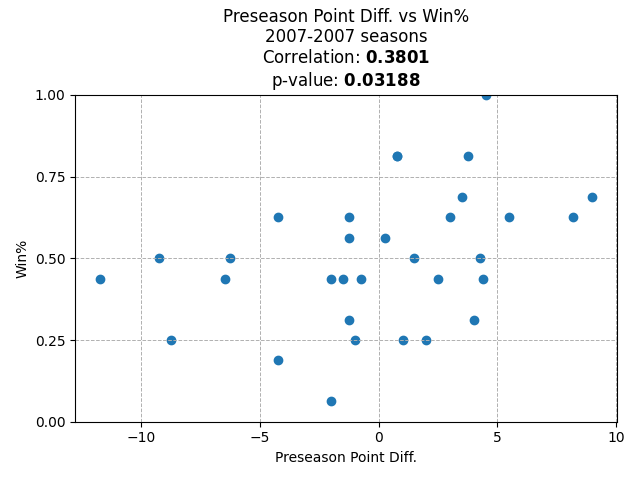 Preseason Point Diff. vs Win%
2007-2007 seasons
Correlation: 0.3801
p-value: 0.03188
1.00
0.75
0.50
0.25
0.00
Win%
−10
−5
0
5
10
Preseason Point Diff.